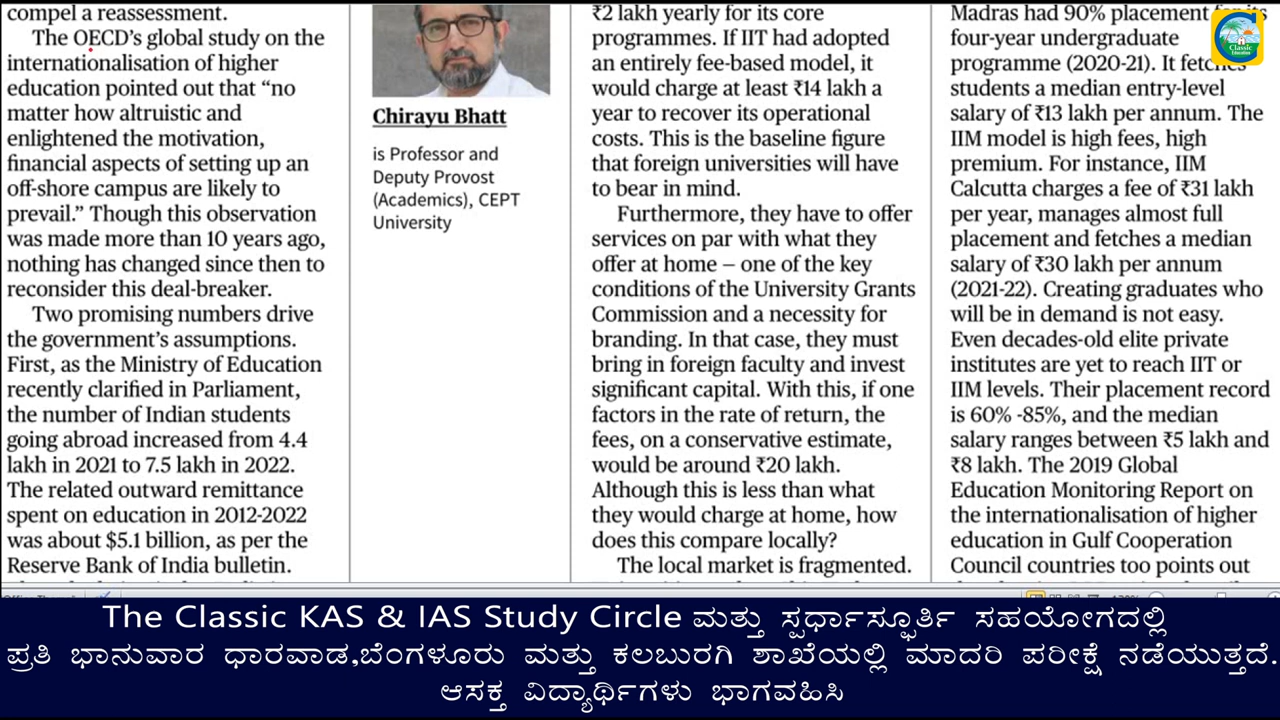 compel a reassessment.
The OECD's global study on the
internationalisation of higher
education pointed out that “no
matter how altruistic and
enlightened the motivation,
financial aspects of setting up an
off-shore campus are likely to
prevail.” Though this observation
was made more than 10 years ago,
nothing has changed since then to
reconsider this deal-breaker.
Two promising numbers drive
the government's assumptions.
First, as the Ministry of Education
recently clarified in Parliament,
the number of Indian students
going abroad increased from 4.4
lakh in 2021 to 7.5 lakh in 2022.
The related outward remittance
spent on education in 2012-2022
was about $5.1 billion, as per the
Reserve Bank of India bulletin.
Chirayu Bhatt
is Professor and
Deputy Provost
(Academics), CEPT
University
₹2 lakh yearly for its core
programmes. If IIT had adopted
an entirely fee-based model, it
would charge at least ₹14 lakh a
year to recover its operational
costs. This is the baseline figure
that foreign universities will have
to bear in mind.
Furthermore, they have to offer
services on par with what they
offer at home – one of the key
conditions of the University Grants
Commission and a necessity for
branding. In that case, they must
bring in foreign faculty and invest
significant capital. With this, if one
factors in the rate of return, the
fees, on a conservative estimate,
would be around ₹20 lakh.
Although this is less than what
they would charge at home, how
does this compare locally?
The local market is fragmented.
Madras had 90% placement for its
four-year undergraduate
programme (2020-21). It fetches
students a median entry-level
salary of ₹13 lakh per annum. The
IIM model is high fees, high
premium. For instance, IIM
Calcutta charges a fee of ₹31 lakh
per year, manages almost full
placement and fetches a median
salary of ₹30 lakh per annum
(2021-22). Creating graduates who
will be in demand is not easy.
Even decades-old elite private
institutes are yet to reach IIT or
IIM levels. Their placement record
is 60% -85%, and the median
salary ranges between ₹5 lakh and
₹8 lakh. The 2019 Global
Education Monitoring Report on
the internationalisation of higher
education in Gulf Cooperation
Council countries too points out
Classic
Education
The Classic KAS & IAS Study Circle ಮತ್ತು ಸ್ಪರ್ಧಾಸ್ಫೂರ್ತಿ ಸಹಯೋಗದಲ್ಲಿ
ಪ್ರತಿ ಭಾನುವಾರ ಧಾರವಾಡ,ಬೆಂಗಳೂರು ಮತ್ತು ಕಲಬುರಗಿ ಶಾಖೆಯಲ್ಲಿ ಮಾದರಿ ಪರೀಕ್ಷೆ ನಡೆಯುತ್ತದೆ.
ಆಸಕ್ತ ವಿದ್ಯಾರ್ಥಿಗಳು ಭಾಗವಹಿಸಿ